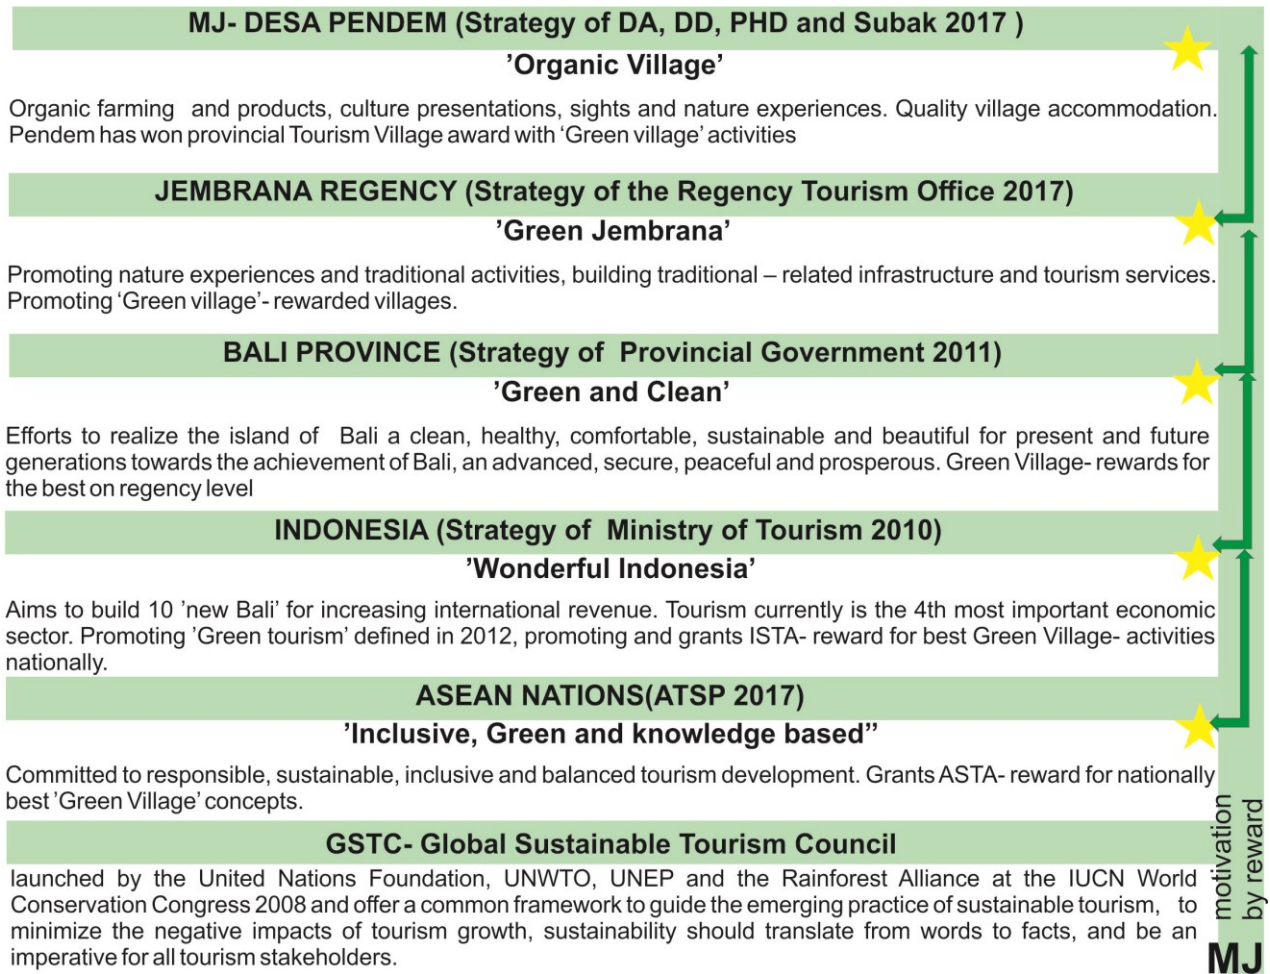 MJ- DESA PENDEM (Strategy of DA, DD, PHD and Subak 2017 )
’Organic Village’
Organic farming and products, culture presentations, sights and nature experiences. Quality village accommodation.
Pendem has won provincial Tourism Village award with ‘Green village’ activities
JEMBRANA REGENCY (Strategy of the Regency Tourism Office 2017)
’Green Jembrana’
Promoting nature experiences and traditional activities, building traditional – related infrastructure and tourism services.
Promoting ‘Green village’- rewarded villages.
BALI PROVINCE (Strategy of Provincial Government 2011)
’Green and Clean’
Efforts to realize the island of Bali a clean, healthy, comfortable, sustainable and beautiful for present and future
generations towards the achievement of Bali, an advanced, secure, peaceful and prosperous. Green Village- rewards for
the best on regency level
INDONESIA (Strategy of Ministry of Tourism 2010)
’Wonderful Indonesia’
Aims to build 10 ’new Bali’ for increasing international revenue. Tourism currently is the 4th most important economic
sector. Promoting ’Green tourism’ defined in 2012, promoting and grants ISTA- reward for best Green Village- activities
nationally.
ASEAN NATIONS(ATSP 2017)
’Inclusive, Green and knowledge based’’
Committed to responsible, sustainable, inclusive and balanced tourism development. Grants ASTA- reward for nationally
best ’Green Village’ concepts.
GSTC- Global Sustainable Tourism Council
launched by the United Nations Foundation, UNWTO, UNEP and the Rainforest Alliance at the IUCN World
Conservation Congress 2008 and offer a common framework to guide the emerging practice of sustainable tourism, to
minimize the negative impacts of tourism growth, sustainability should translate from words to facts, and be an
imperative for all tourism stakeholders.
motivation
by reward
MJ